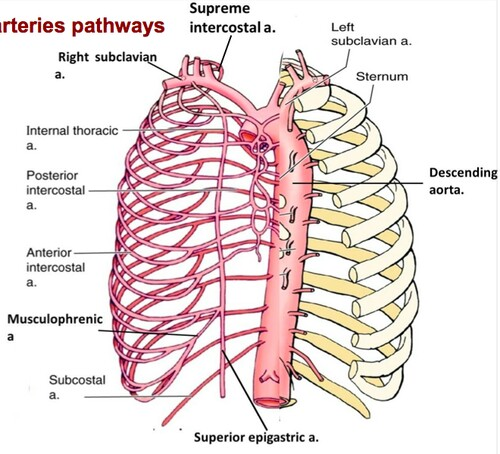 arteries pathways
Supreme
intercostal a.
Left
subclavian a.
Right subclavian
a.
Sternum
Internal thoracic
a.
Posterior
intercostal
a.
Descending
aorta.
Anterior
intercostal
a.
Musculophrenic
a
Subcostal
a.
Superior epigastric a.